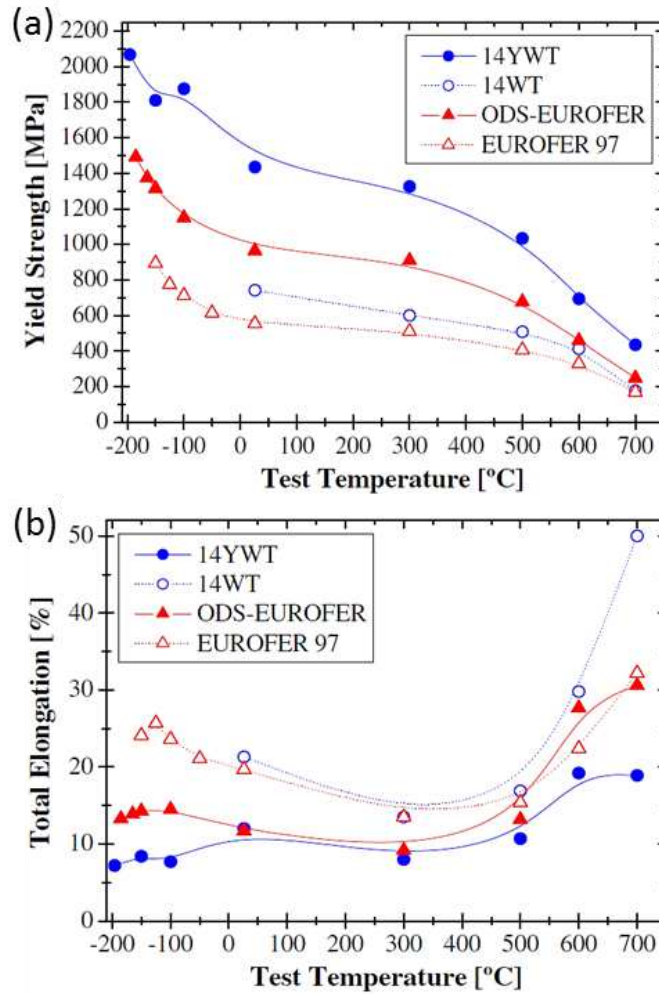 (a)
2200
2000
1800
1600
1400
1200
1000
800
600
400
200
0
Yield Strength [MPa]
14YWT
14WT
ODS-EUROFER
EUROFER 97
-200 -100 0 100 200 300 400 500 600 700
Test Temperature [ºC]
(b)
50
40
30
20
10
0
Total Elongation [%]
14YWT
14WT
ODS-EUROFER
EUROFER 97
-200 -100 0 100 200 300 400 500 600 700
Test Temperature [ºC]